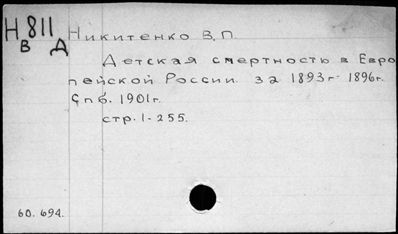 Н 811
В Д
Никитенко В. П.
Детская смертность в Евро
пейской России за 1893г - 1896г.
Спб. 1901г.
стр. 1-255.
60. 694.